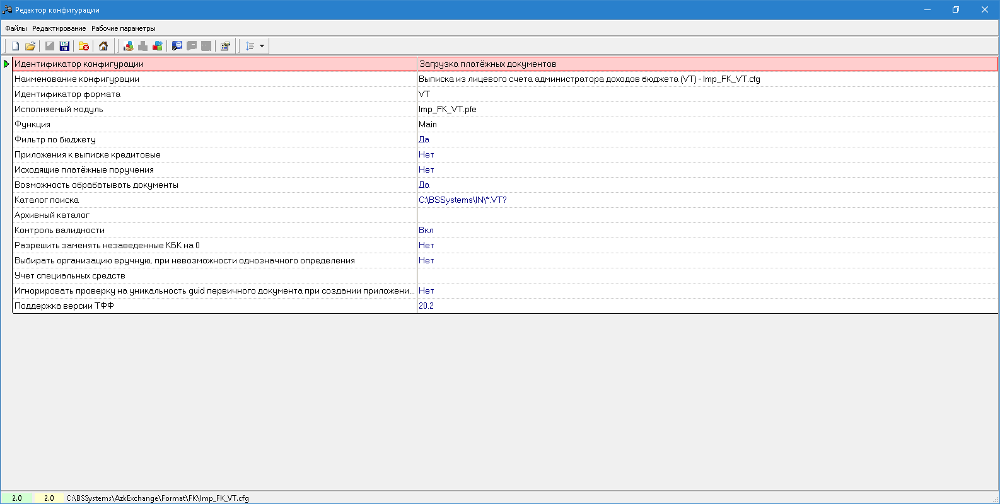 Редактор конфигурации
Файлы Редактирование Рабочие параметры
Идентификатор конфигурации Загрузка платёжных документов
Наименование конфигурации Выписка из лицевого счета администратора доходов бюджета (VT) - Imp_FK_VT.cfg
Идентификатор формата VT
Исполняемый модуль Imp_FK_VT.pfe
Функция Main
Фильтр по бюджету Да
Приложения к выписке кредитовые Нет
Исходящие платёжные поручения Нет
Возможность обрабатывать документы Да
Каталог поиска C:\BSSystems\IN\*.VT?
Архивный каталог
Контроль валидности Вкл
Разрешить заменять незаведенные КБК на 0 Нет
Выбирать организацию вручную, при невозможности однозначного определения Нет
Учет специальных средств
Игнорировать проверку на уникальность guid первичного документа при создании приложени... Нет
Поддержка версии ТФФ 20.2
2.0 2.0 C:\BSSystems\AzkExchange\Format\FK\Imp_FK_VT.cfg